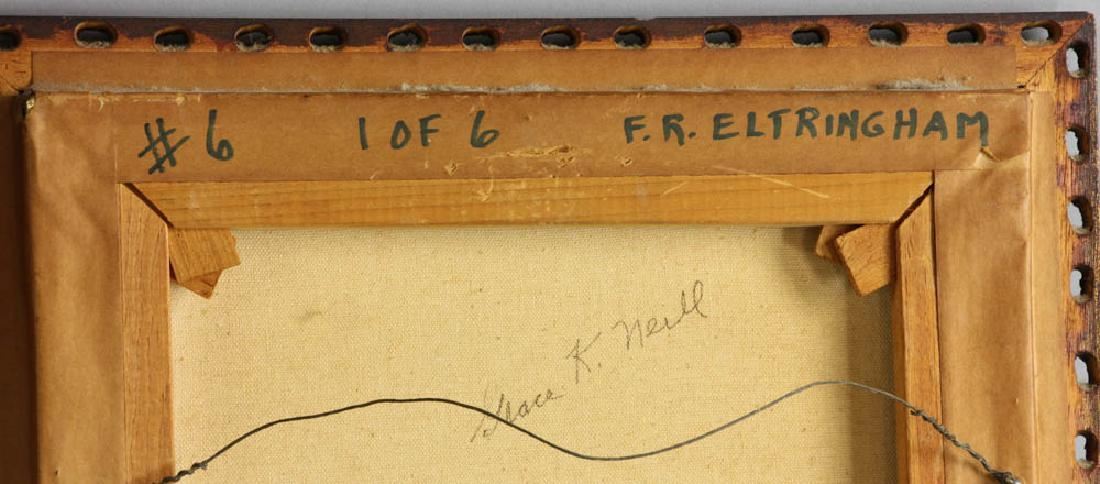 #6 1 OF 6 F.R. ELTRINGHAM
Grace K. Neill